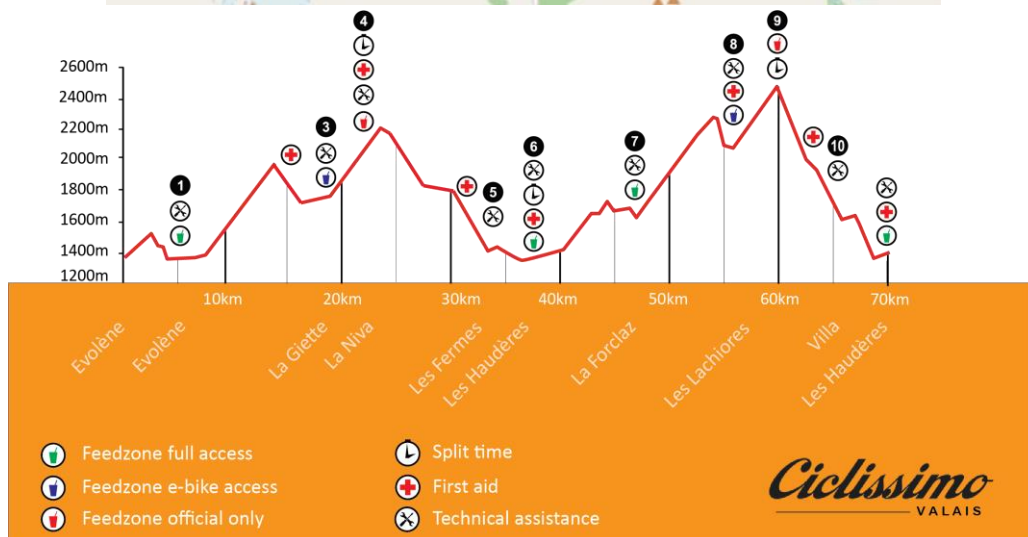 4
9
8
2600m
2400m
2200m
2000m
1800m
1600m
1400m
1200m
3
6
7
1
5
10
10km
20km
30km
40km
50km
60km
70km
Evolène
Evolène
La Giette
La Niva
Les Fermes
Les Haudères
La Forclaz
Les Lachiores
Villa
Les Haudères
Feedzone full access
Feedzone e-bike access
Feedzone official only
Split time
First aid
Technical assistance
Ciclissimo
VALAIS